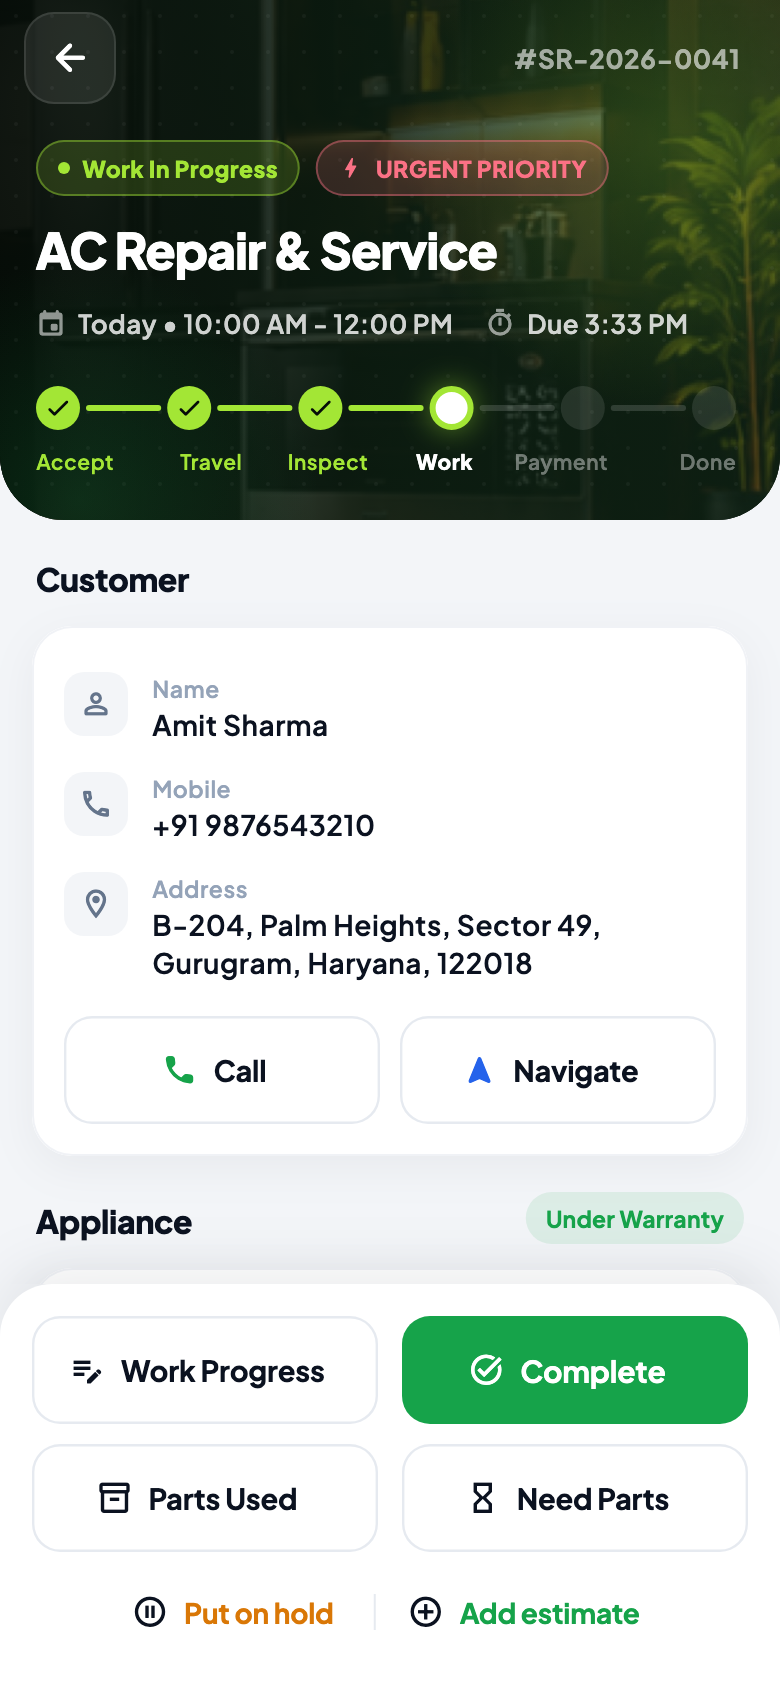 #SR-2026-0041
Work In Progress
URGENT PRIORITY
AC Repair & Service
Today • 10:00 AM - 12:00 PM
Due 3:33 PM
Accept
Travel
Inspect
Work
Payment
Done
Customer
Name
Amit Sharma
Mobile
+91 9876543210
Address
B-204, Palm Heights, Sector 49,
Gurugram, Haryana, 122018
Call
Navigate
Appliance
Under Warranty
Work Progress
Complete
Parts Used
Need Parts
Put on hold
Add estimate